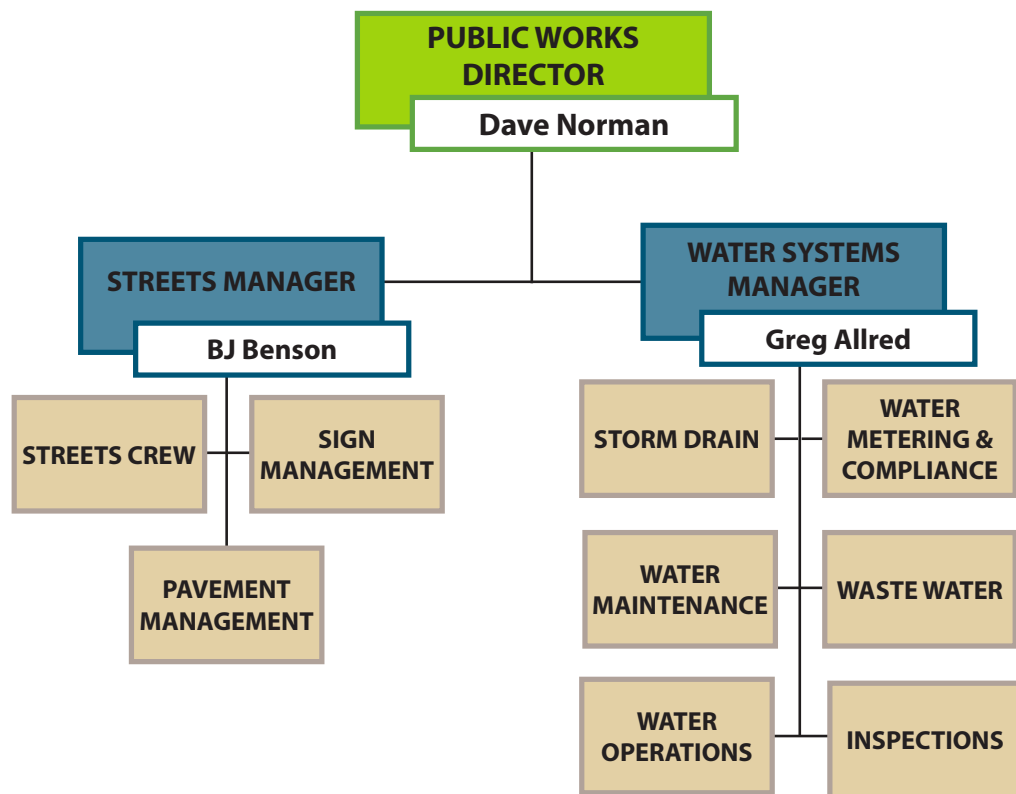 PUBLIC WORKS
DIRECTOR
Dave Norman
STREETS MANAGER
BJ Benson
WATER SYSTEMS
MANAGER
Greg Allred
STREETS CREW
SIGN
MANAGEMENT
PAVEMENT
MANAGEMENT
STORM DRAIN
WATER
METERING &
COMPLIANCE
WATER
MAINTENANCE
WASTE WATER
WATER
OPERATIONS
INSPECTIONS